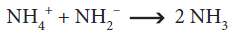 NH₄⁺ + NH₂⁻ ⟶ 2 NH₃